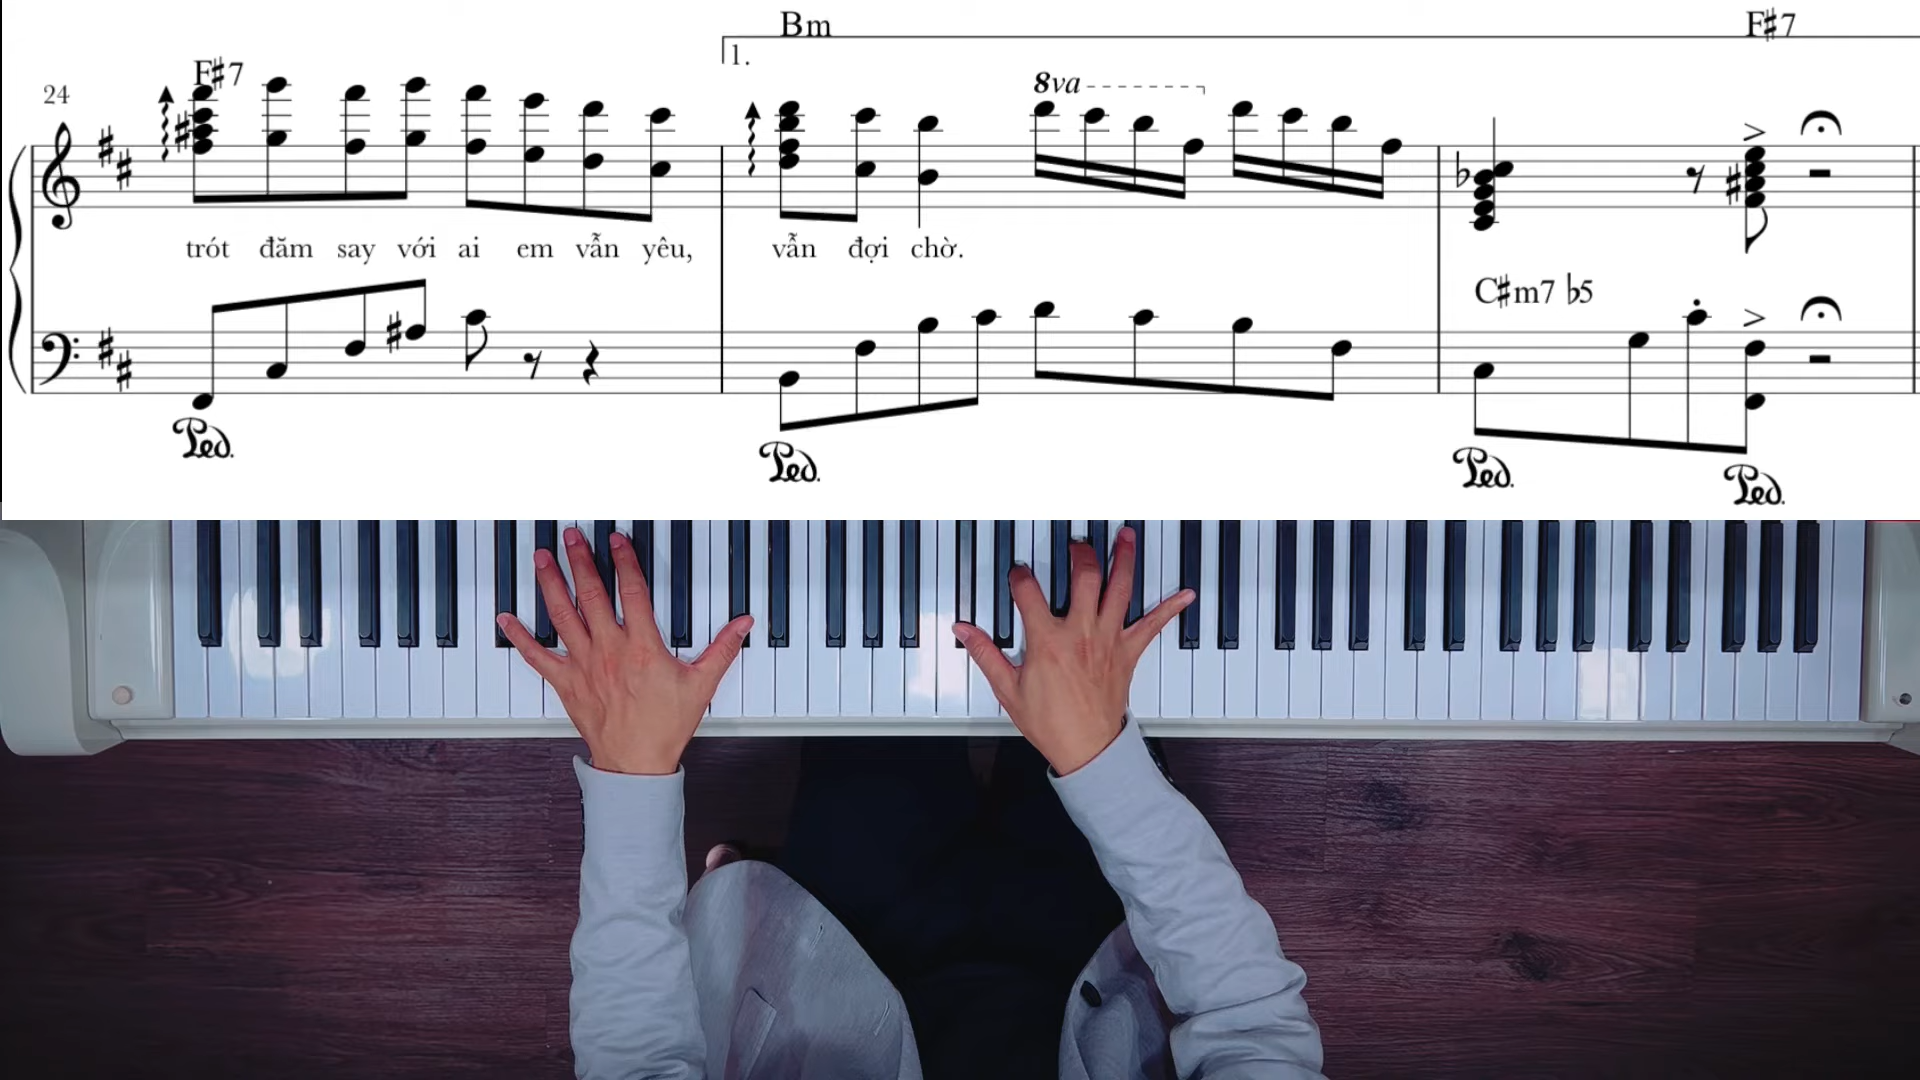 Bm F♯7
1.
F♯7
24
8va
trót đăm say với ai em vẫn yêu, vẫn đợi chờ.
C♯m7 ♭5
Ped. Ped. Ped. Ped.